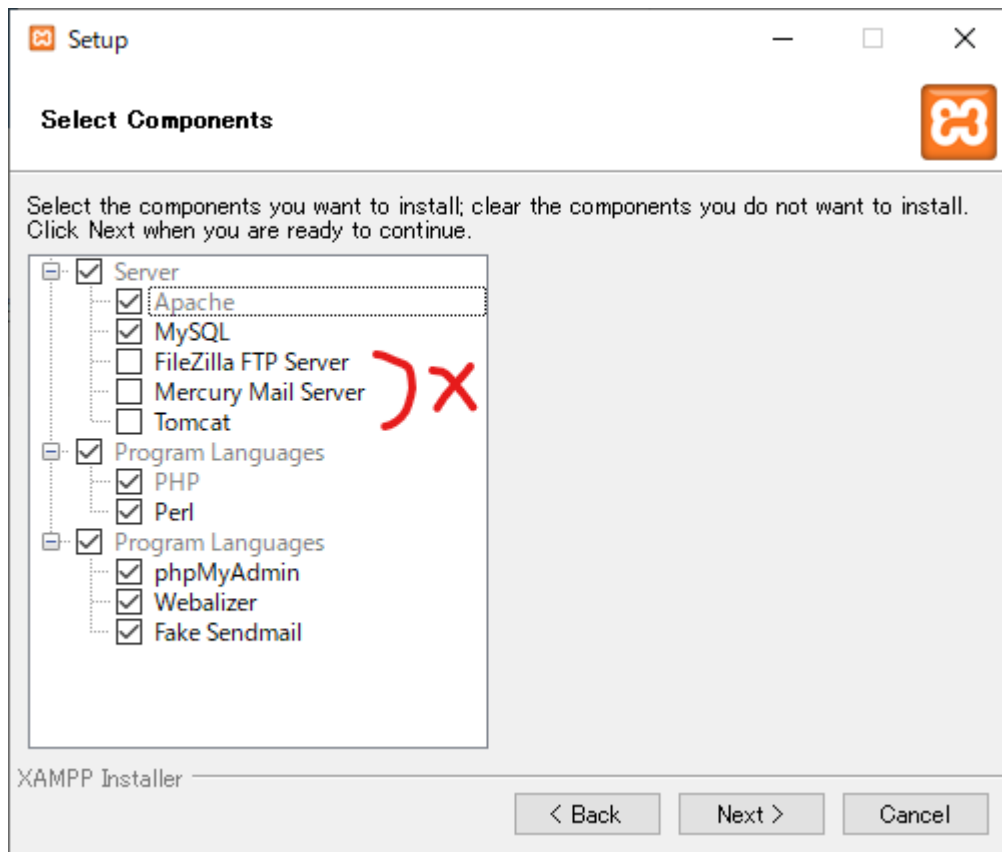 Setup
Select Components
Select the components you want to install; clear the components you do not want to install.
Click Next when you are ready to continue.
Server
Apache
MySQL
FileZilla FTP Server
Mercury Mail Server
Tomcat
Program Languages
PHP
Perl
Program Languages
phpMyAdmin
Webalizer
Fake Sendmail
XAMPP Installer
< Back Next > Cancel